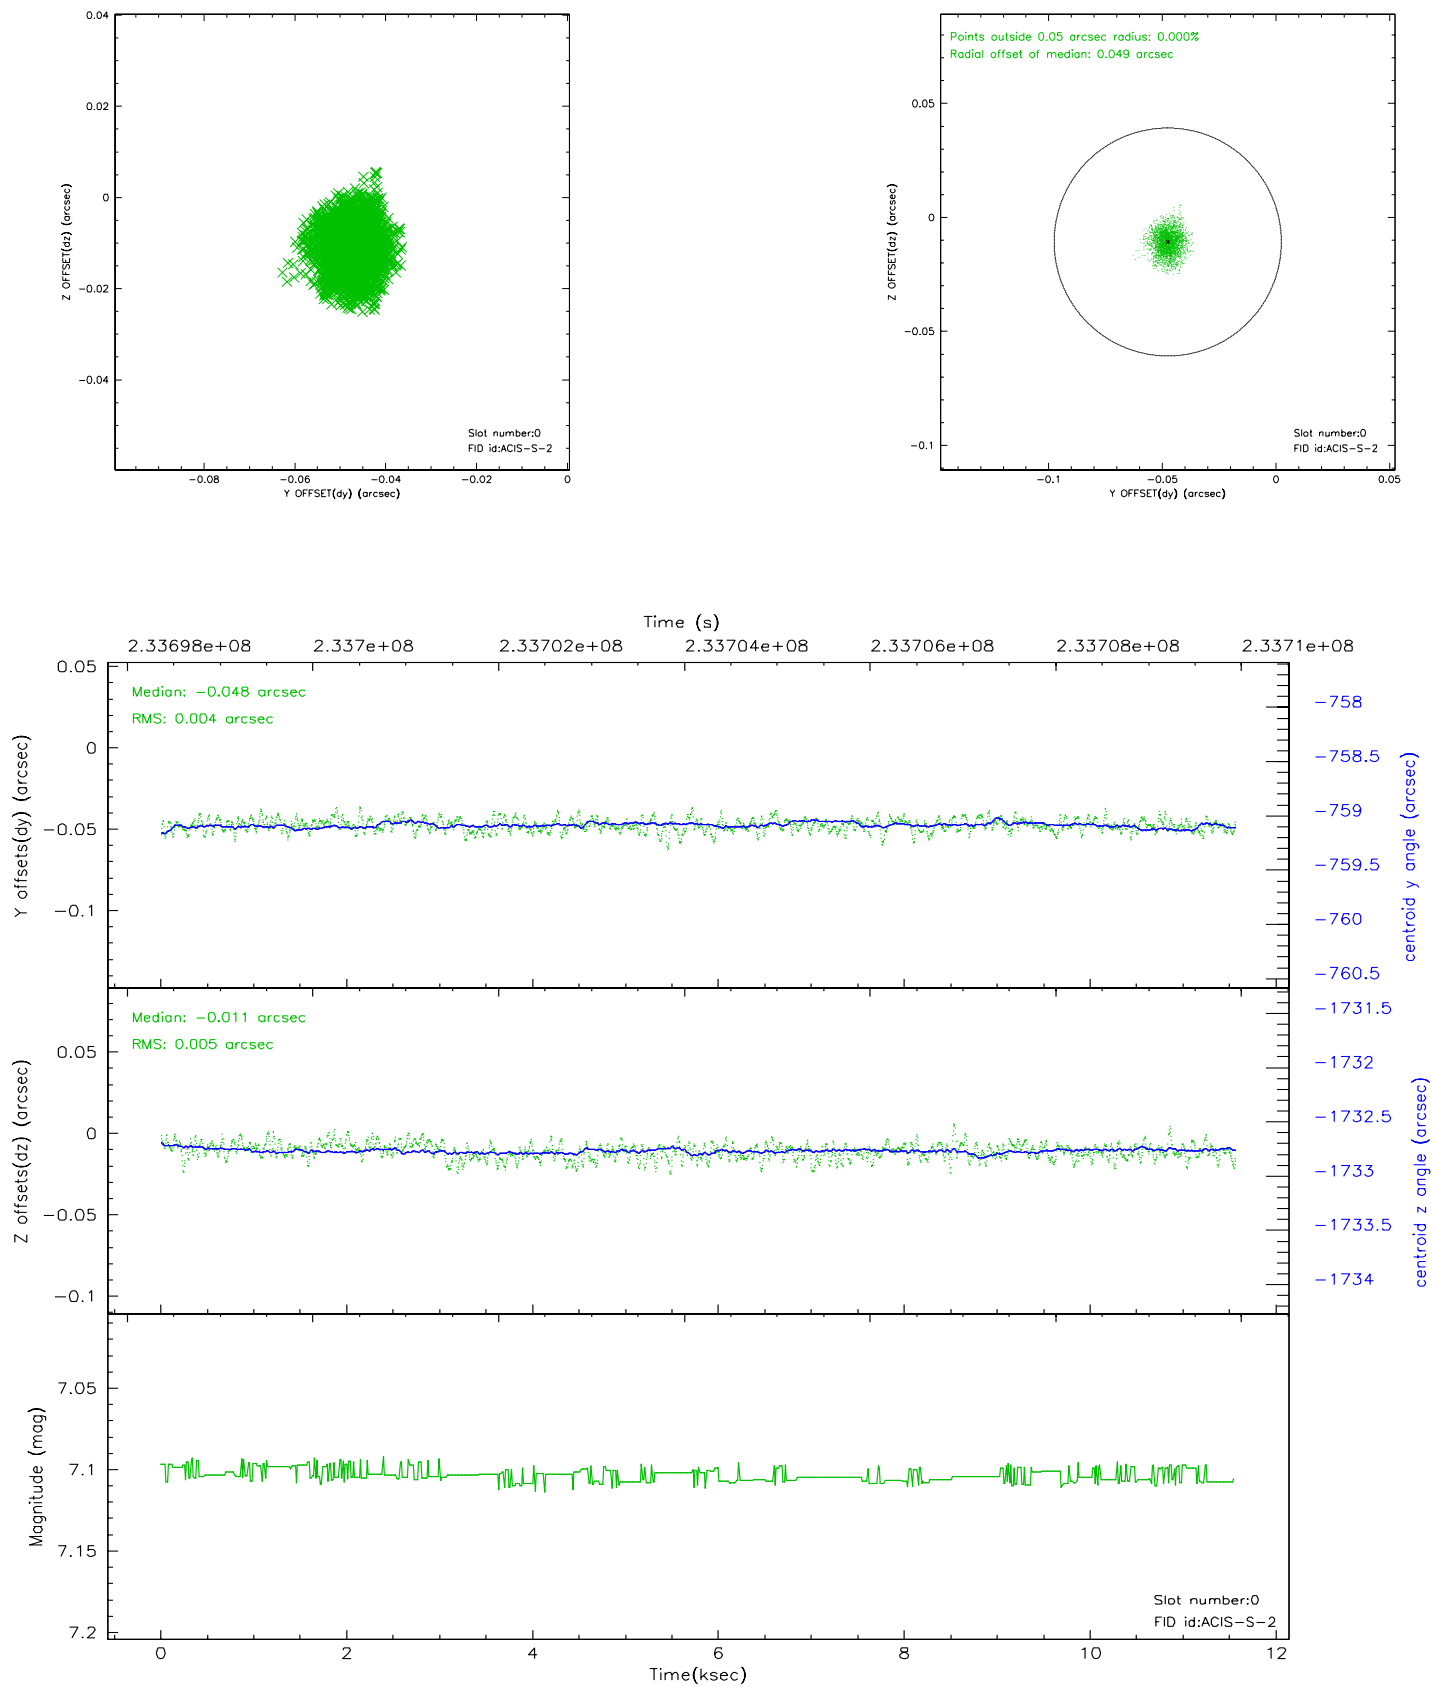 0.04
0.02
0
−0.02
−0.04
Z OFFSET(dz) (arcsec)
Slot number:0
FID id:ACIS−S−2
−0.08 −0.06 −0.04 −0.02 0
Y OFFSET(dy) (arcsec)
Points outside 0.05 arcsec radius: 0.000%
Radial offset of median: 0.049 arcsec
0.05
0
−0.05
−0.1
Z OFFSET(dz) (arcsec)
Slot number:0
FID id:ACIS−S−2
−0.1 −0.05 0 0.05
Y OFFSET(dy) (arcsec)
Time (s)
2.33698e+08 2.337e+08 2.33702e+08 2.33704e+08 2.33706e+08 2.33708e+08 2.3371e+08
Median: −0.048 arcsec
RMS: 0.004 arcsec
0.05
0
−0.05
−0.1
Y offsets(dy) (arcsec)
−758
−758.5
−759
−759.5
−760
−760.5
centroid y angle (arcsec)
Median: −0.011 arcsec
RMS: 0.005 arcsec
0.05
0
−0.05
−0.1
Z offsets(dz) (arcsec)
−1731.5
−1732
−1732.5
−1733
−1733.5
−1734
centroid z angle (arcsec)
7.05
7.1
7.15
7.2
Magnitude (mag)
Slot number:0
FID id:ACIS−S−2
0 2 4 6 8 10 12
Time(ksec)